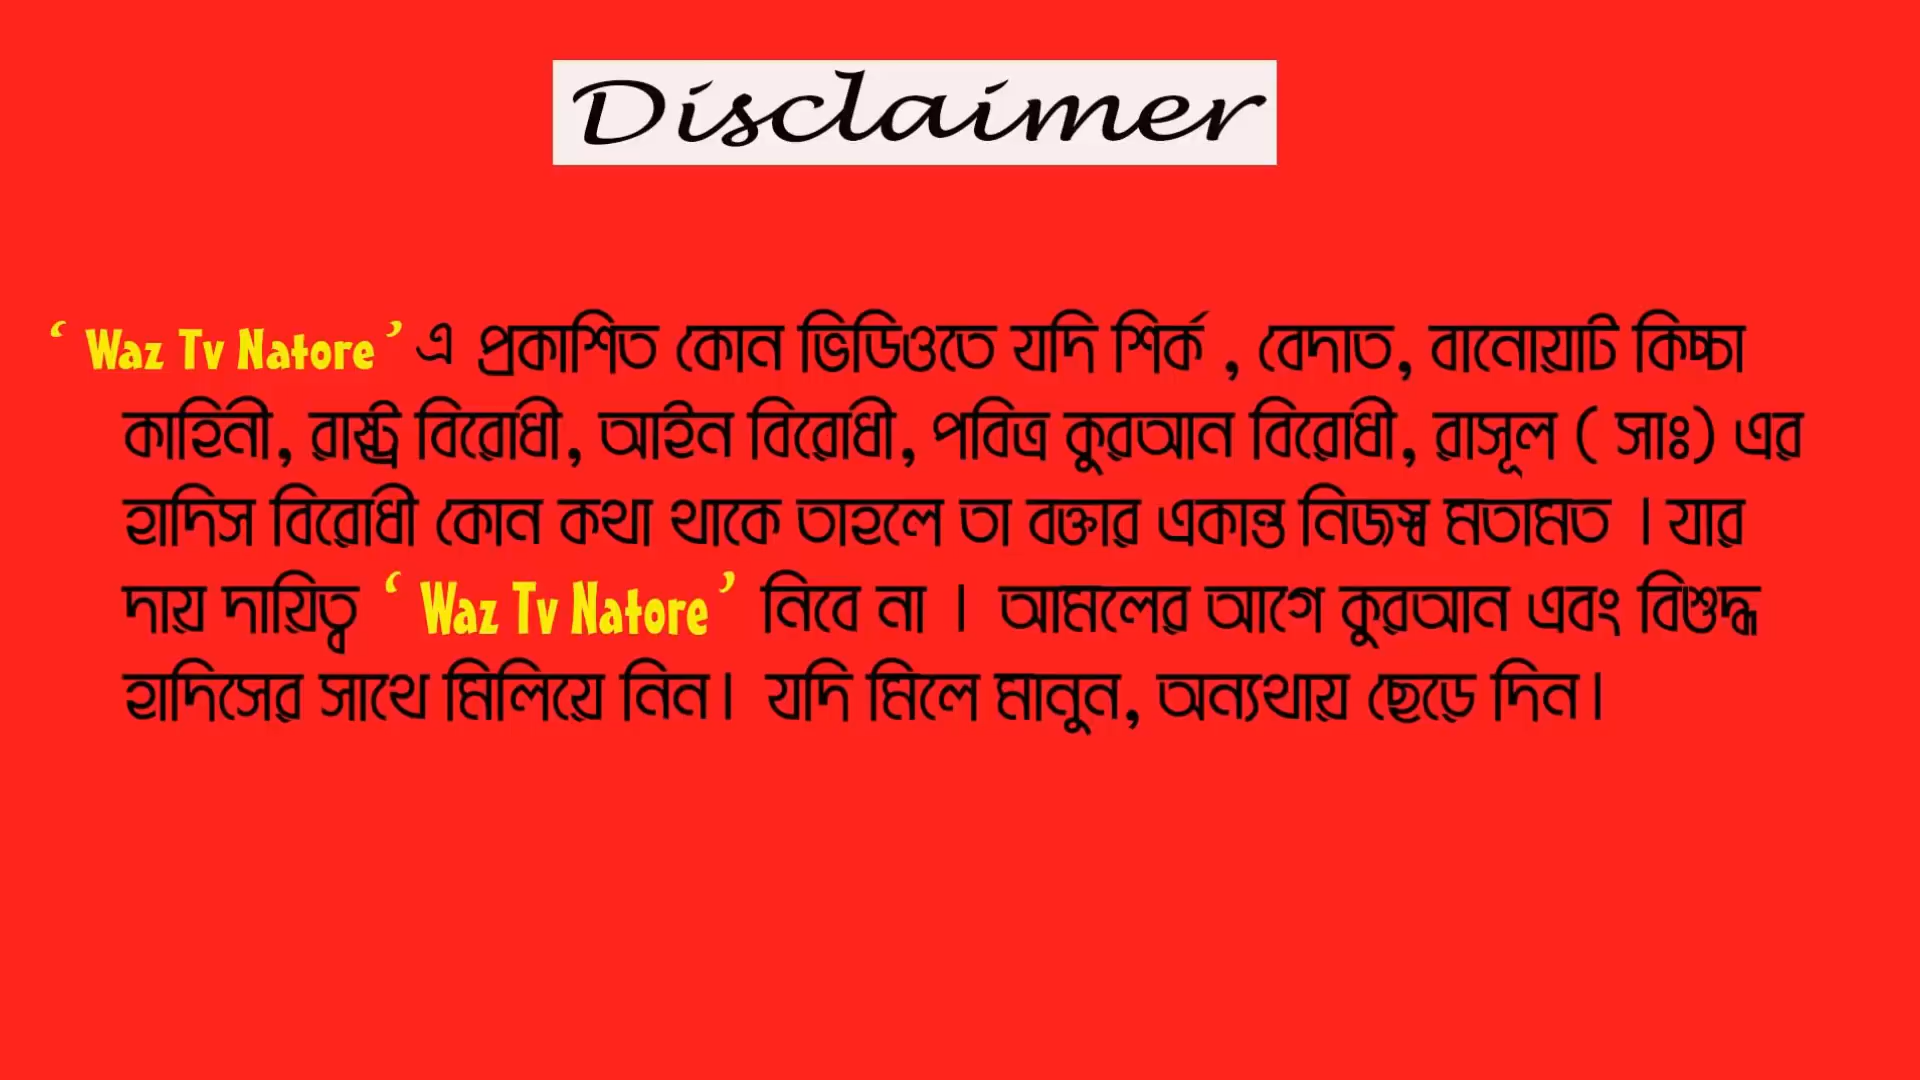 Disclaimer
‘ Waz Tv Natore ’ এ প্রকাশিত কোন ভিডিওতে যদি শির্ক , বেদাত, বানোয়াট কিচ্চা
কাহিনী, রাষ্ট্র বিরোধী, আইন বিরোধী, পবিত্র কুরআন বিরোধী, রাসূল ( সাঃ) এর
হাদিস বিরোধী কোন কথা থাকে তাহলে তা বক্তার একান্ত নিজস্ব মতামত । যার
দায় দায়িত্ব ‘ Waz Tv Natore ’ নিবে না । আমলের আগে কুরআন এবং বিশুদ্ধ
হাদিসের সাথে মিলিয়ে নিন। যদি মিলে মানুন, অন্যথায় ছেড়ে দিন।